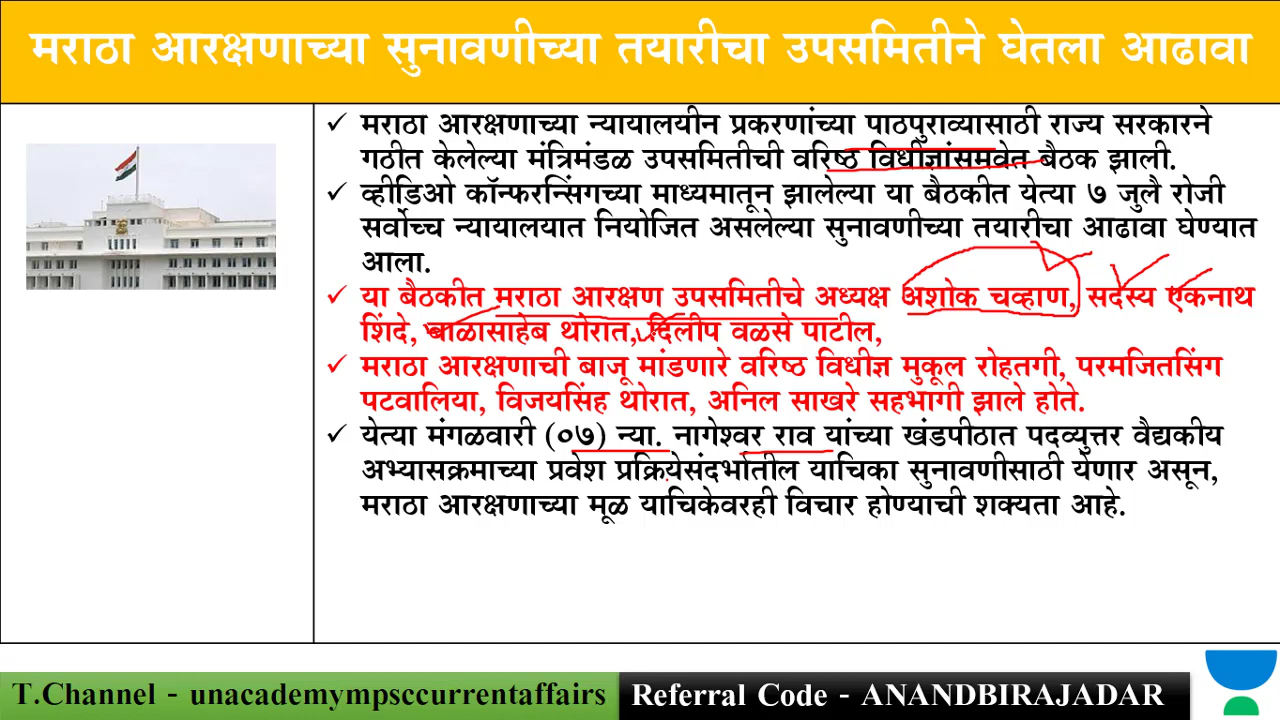 मराठा आरक्षणाच्या सुनावणीच्या तयारीचा उपसमितीने घेतला आढावा
✓ मराठा आरक्षणाच्या न्यायालयीन प्रकरणांच्या पाठपुराव्यासाठी राज्य सरकारने
गठीत केलेल्या मंत्रिमंडळ उपसमितीची वरिष्ठ विधीज्ञांसमवेत बैठक झाली.
✓ व्हीडिओ कॉन्फरन्सिंगच्या माध्यमातून झालेल्या या बैठकीत येत्या ७ जुलै रोजी
सर्वोच्च न्यायालयात नियोजित असलेल्या सुनावणीच्या तयारीचा आढावा घेण्यात
आला.
✓ या बैठकीत मराठा आरक्षण उपसमितीचे अध्यक्ष अशोक चव्हाण, सदस्य एकनाथ
शिंदे, बाळासाहेब थोरात, दिलीप वळसे पाटील,
✓ मराठा आरक्षणाची बाजू मांडणारे वरिष्ठ विधीज्ञ मुकूल रोहतगी, परमजितसिंग
पटवालिया, विजयसिंह थोरात, अनिल साखरे सहभागी झाले होते.
✓ येत्या मंगळवारी (०७) न्या. नागेश्वर राव यांच्या खंडपीठात पदव्युत्तर वैद्यकीय
अभ्यासक्रमाच्या प्रवेश प्रक्रियेसंदर्भातील याचिका सुनावणीसाठी येणार असून,
मराठा आरक्षणाच्या मूळ याचिकेवरही विचार होण्याची शक्यता आहे.
T.Channel - unacademympsccurrentaffairs
Referral Code - ANANDBIRAJADAR